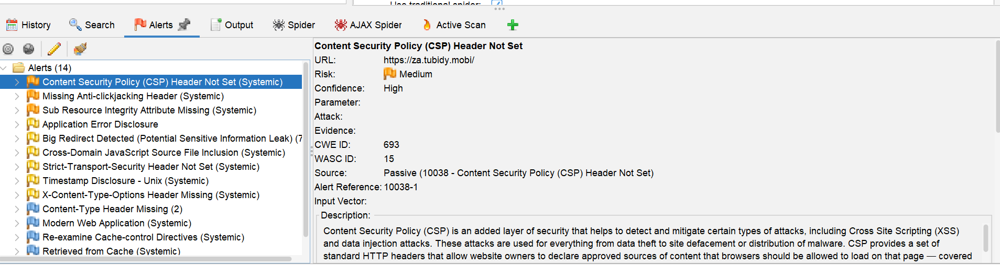 Use traditional spider:
History
Search
Alerts
Output
Spider
AJAX Spider
Active Scan
Alerts (14)
Content Security Policy (CSP) Header Not Set (Systemic)
Missing Anti-clickjacking Header (Systemic)
Sub Resource Integrity Attribute Missing (Systemic)
Application Error Disclosure
Big Redirect Detected (Potential Sensitive Information Leak) (7
Cross-Domain JavaScript Source File Inclusion (Systemic)
Strict-Transport-Security Header Not Set (Systemic)
Timestamp Disclosure - Unix (Systemic)
X-Content-Type-Options Header Missing (Systemic)
Content-Type Header Missing (2)
Modern Web Application (Systemic)
Re-examine Cache-control Directives (Systemic)
Retrieved from Cache (Systemic)
Content Security Policy (CSP) Header Not Set
URL: https://za.tubidy.mobi/
Risk: Medium
Confidence: High
Parameter:
Attack:
Evidence:
CWE ID: 693
WASC ID: 15
Source: Passive (10038 - Content Security Policy (CSP) Header Not Set)
Alert Reference: 10038-1
Input Vector:
Description:
Content Security Policy (CSP) is an added layer of security that helps to detect and mitigate certain types of attacks, including Cross Site Scripting (XSS)
and data injection attacks. These attacks are used for everything from data theft to site defacement or distribution of malware. CSP provides a set of
standard HTTP headers that allow website owners to declare approved sources of content that browsers should be allowed to load on that page — covered